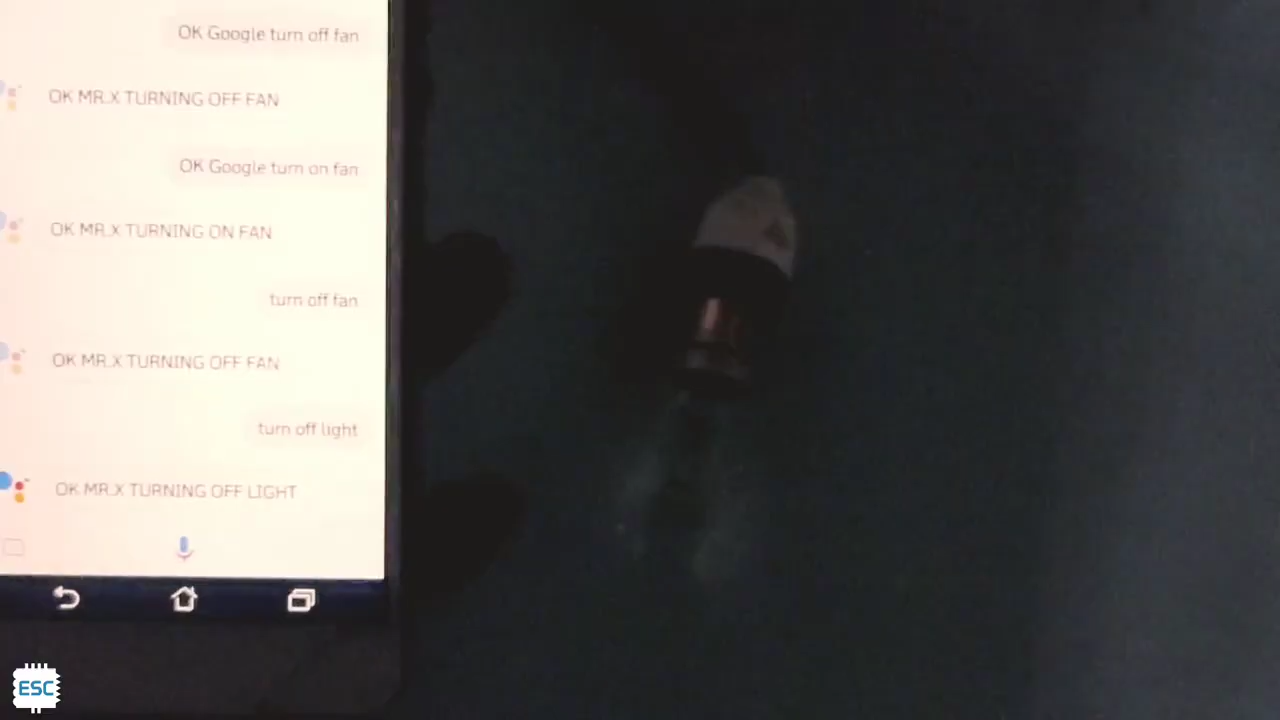 OK Google turn off fan
OK MR.X TURNING OFF FAN
OK Google turn on fan
OK MR.X TURNING ON FAN
turn off fan
OK MR.X TURNING OFF FAN
turn off light
OK MR.X TURNING OFF LIGHT
ESC